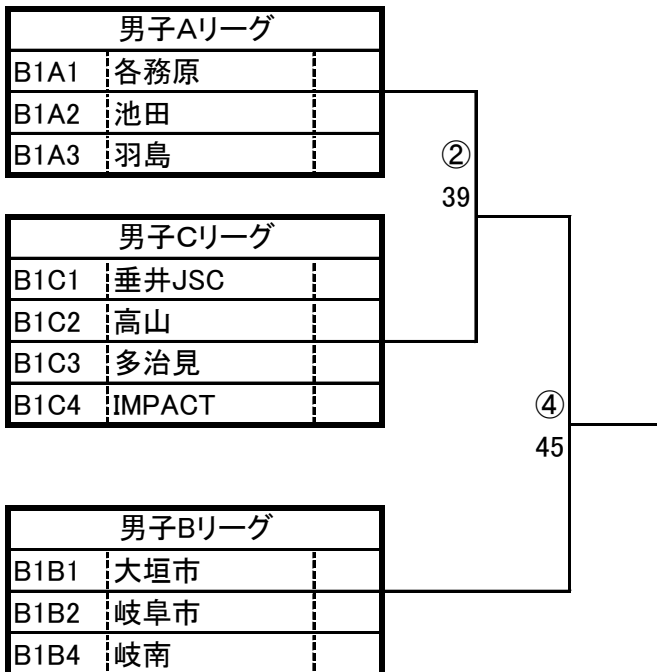 男子Aリーグ
B1A1 各務原
B1A2 池田
B1A3 羽島
②
39
男子Cリーグ
B1C1 垂井JSC
B1C2 高山
B1C3 多治見
B1C4 IMPACT
④
45
男子Bリーグ
B1B1 大垣市
B1B2 岐阜市
B1B4 岐南